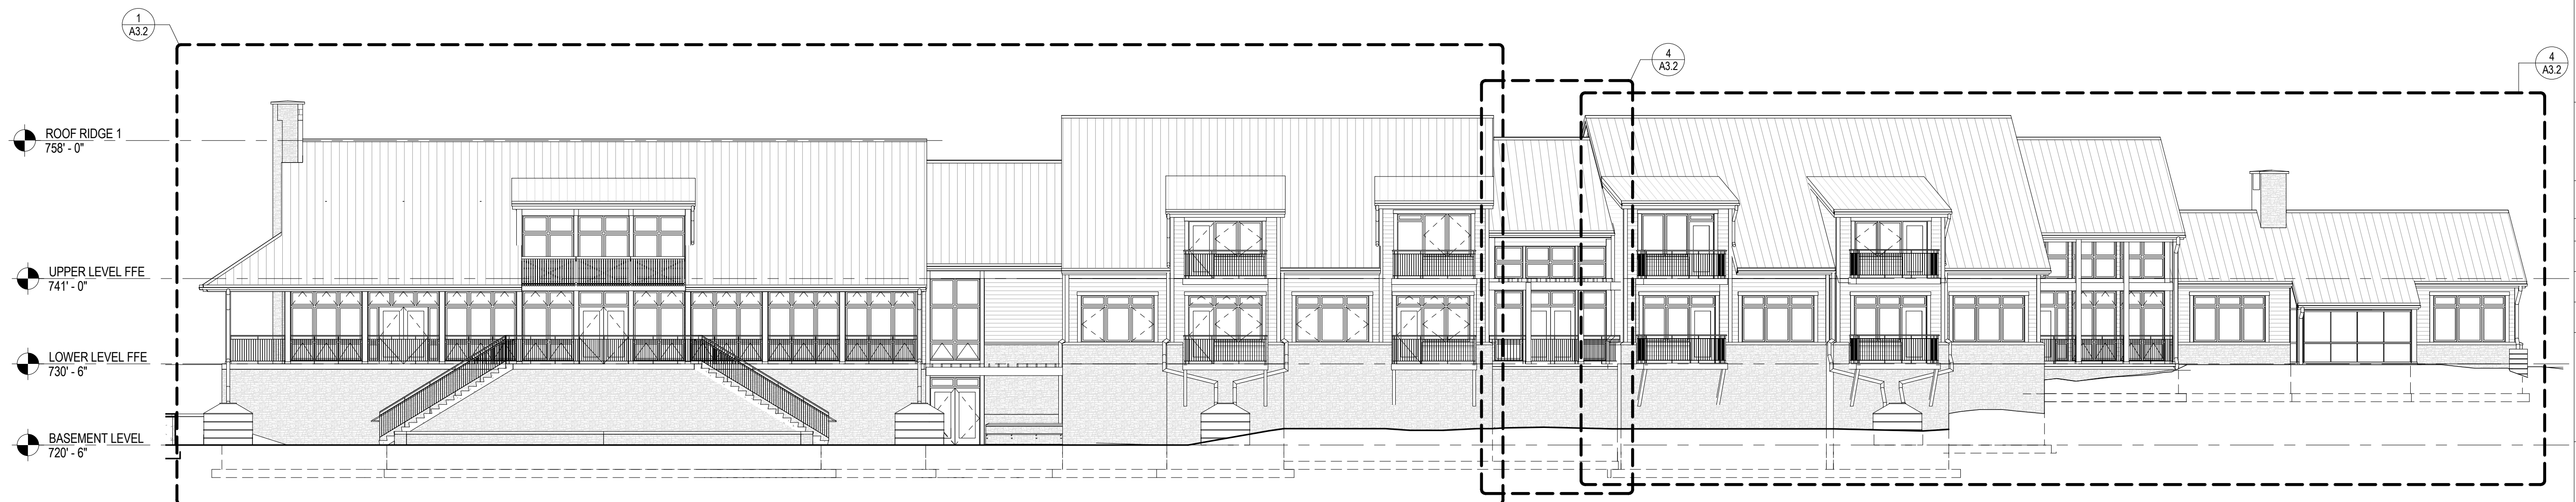 1
A3.2
4
A3.2
4
A3.2
ROOF RIDGE 1
758' - 0"
UPPER LEVEL FFE
741' - 0"
LOWER LEVEL FFE
730' - 6"
BASEMENT LEVEL
720' - 6"